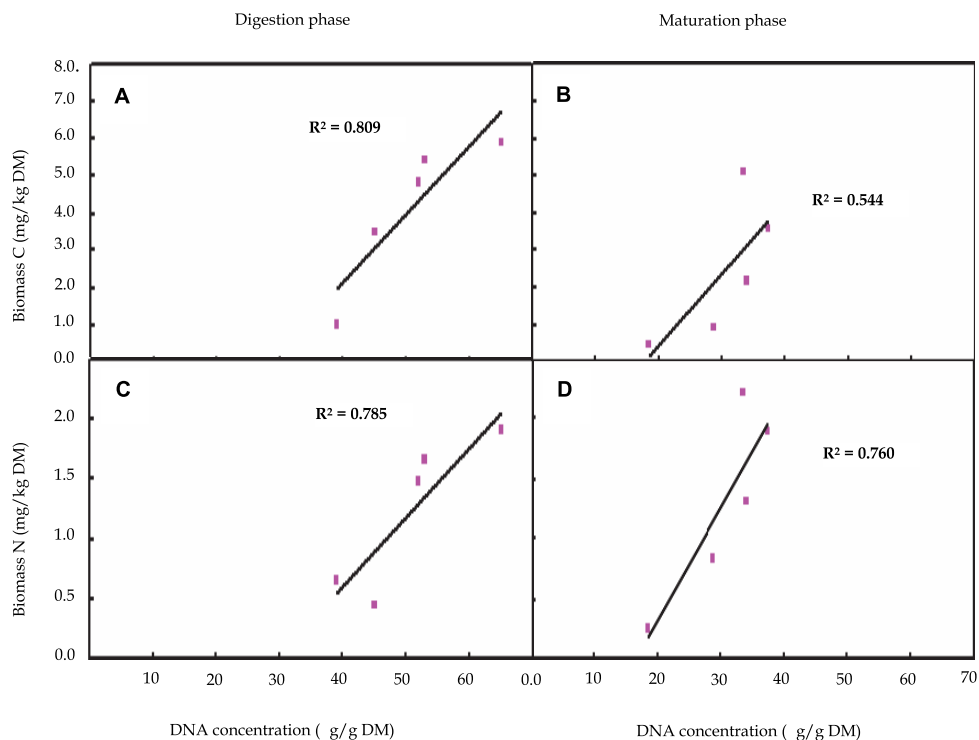 Digestion phase
Maturation phase
8.0.
7.0
6.0
5.0
4.0
3.0
2.0
1.0
0.0
Biomass C (mg/kg DM)
A
R² = 0.809
B
R² = 0.544
2.0
1.5
1.0
0.5
0.0
Biomass N (mg/kg DM)
C
R² = 0.785
D
R² = 0.760
10 20 30 40 50 60 0.0 10 20 30 40 50 60 70
DNA concentration ( g/g DM)
DNA concentration ( g/g DM)